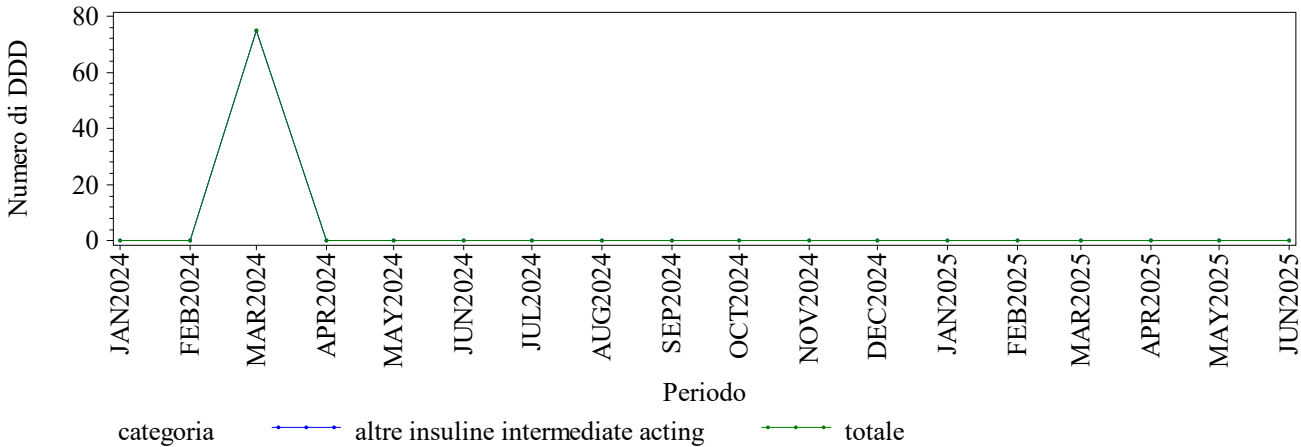 Numero di DDD
80
60
40
20
0
JAN2024
FEB2024
MAR2024
APR2024
MAY2024
JUN2024
JUL2024
AUG2024
SEP2024
OCT2024
NOV2024
DEC2024
JAN2025
FEB2025
MAR2025
APR2025
MAY2025
JUN2025
Periodo
categoria altre insuline intermediate acting totale